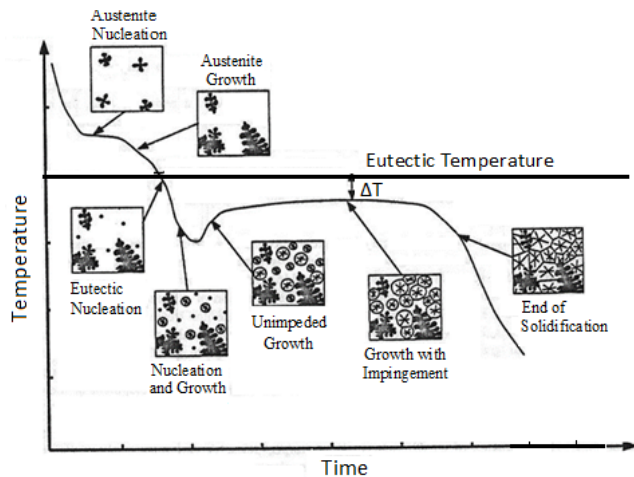 Austenite
Nucleation
Austenite
Growth
Eutectic Temperature
ΔT
Temperature
Eutectic
Nucleation
Nucleation
and Growth
Unimpeded
Growth
Growth with
Impingement
End of
Solidification
Time